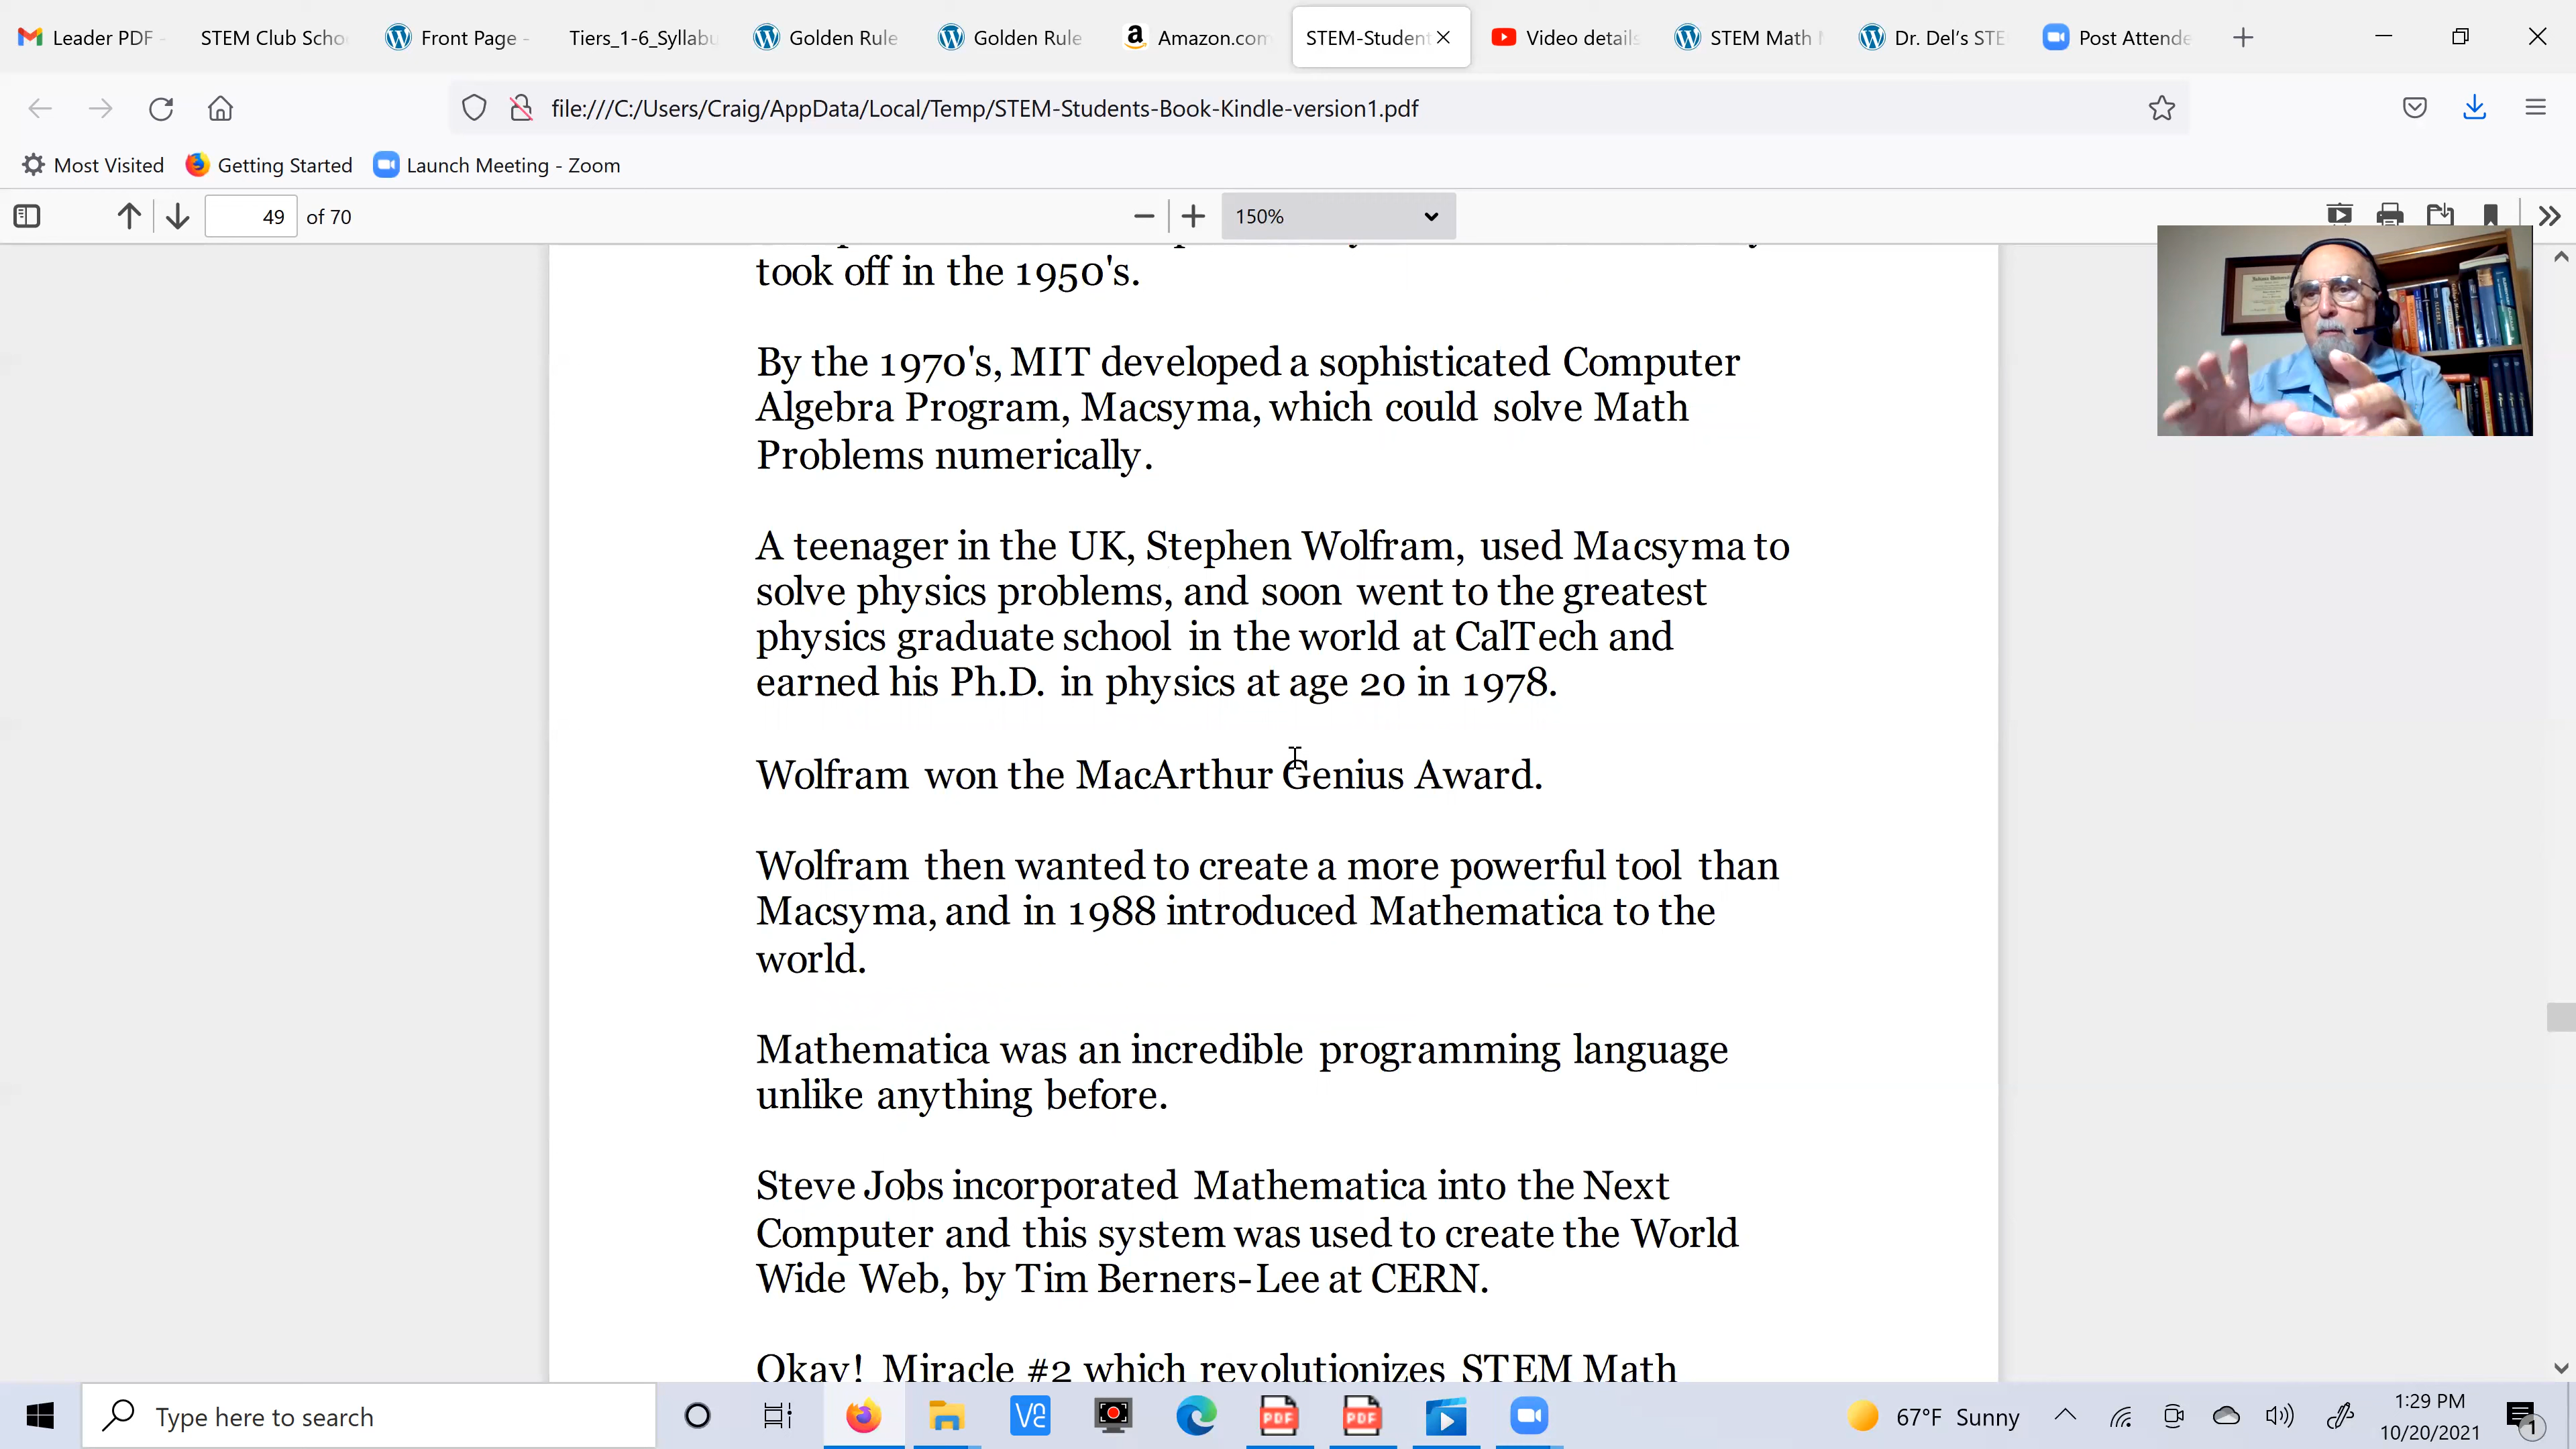 Leader PDF -
STEM Club Scho
Front Page -
Tiers_1-6_Syllabu
Golden Rule
Golden Rule
Amazon.com
STEM-Student
Video details
STEM Math
Dr. Del's STE
Post Attende
file:///C:/Users/Craig/AppData/Local/Temp/STEM-Students-Book-Kindle-version1.pdf
Most Visited
Getting Started
Launch Meeting - Zoom
49 of 70
150%
took off in the 1950's.
By the 1970's, MIT developed a sophisticated Computer
Algebra Program, Macsyma, which could solve Math
Problems numerically.
A teenager in the UK, Stephen Wolfram, used Macsyma to
solve physics problems, and soon went to the greatest
physics graduate school in the world at CalTech and
earned his Ph.D. in physics at age 20 in 1978.
Wolfram won the MacArthur Genius Award.
Wolfram then wanted to create a more powerful tool than
Macsyma, and in 1988 introduced Mathematica to the
world.
Mathematica was an incredible programming language
unlike anything before.
Steve Jobs incorporated Mathematica into the Next
Computer and this system was used to create the World
Wide Web, by Tim Berners-Lee at CERN.
Okay! Miracle #2 which revolutionizes STEM Math
Type here to search
PDF
PDF
67°F Sunny
1:29 PM
10/20/2021
1